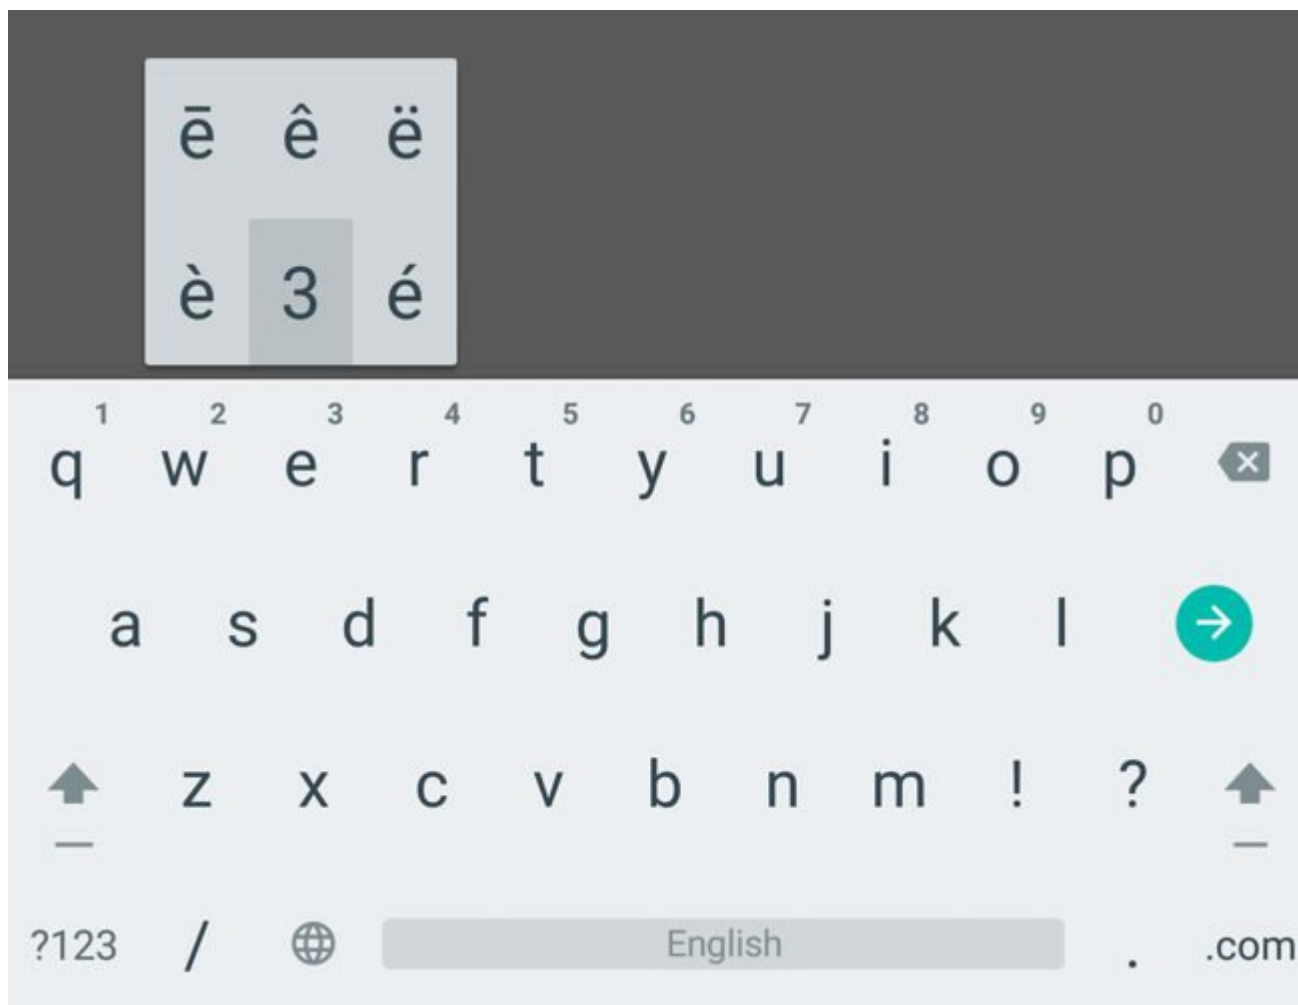 ē ê ë
è 3 é
1 2 3 4 5 6 7 8 9 0
q w e r t y u i o p
a s d f g h j k l
z x c v b n m ! ?
?123 / English . .com